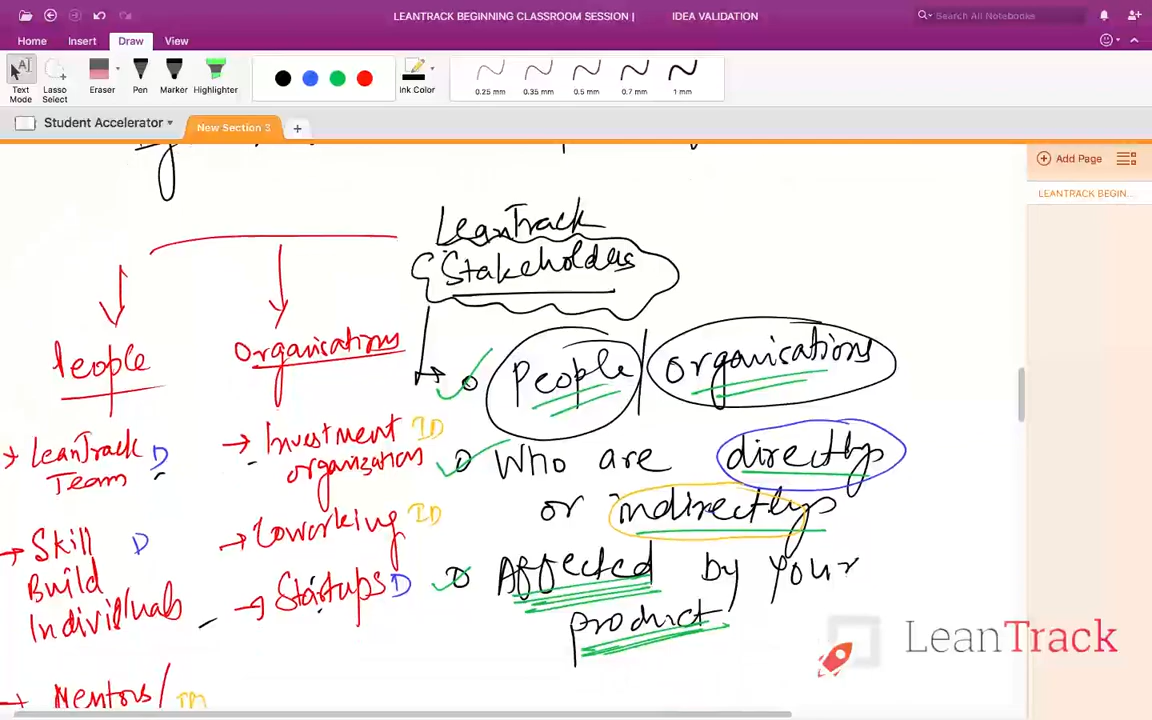 LEANTRACK BEGINNING CLASSROOM SESSION | IDEA VALIDATION
Search All Notebooks
Home Insert Draw View
Text Mode
Lasso Select
Eraser
Pen
Marker
Highlighter
Ink Color
0.25 mm 0.35 mm 0.5 mm 0.7 mm 1 mm
Student Accelerator
New Section 3
+
Add Page
LEANTRACK BEGIN...
LeanTrack
Stakeholders
People
Organisations
People | Organisations
→ LeanTrack D
Team
→ Skill D
Build
Individuals
→ Mentors/
→ Investment ID
organization
→ Coworking ID
→ Startups D
Who are directly
or indirectly
Affected by your
product
LeanTrack